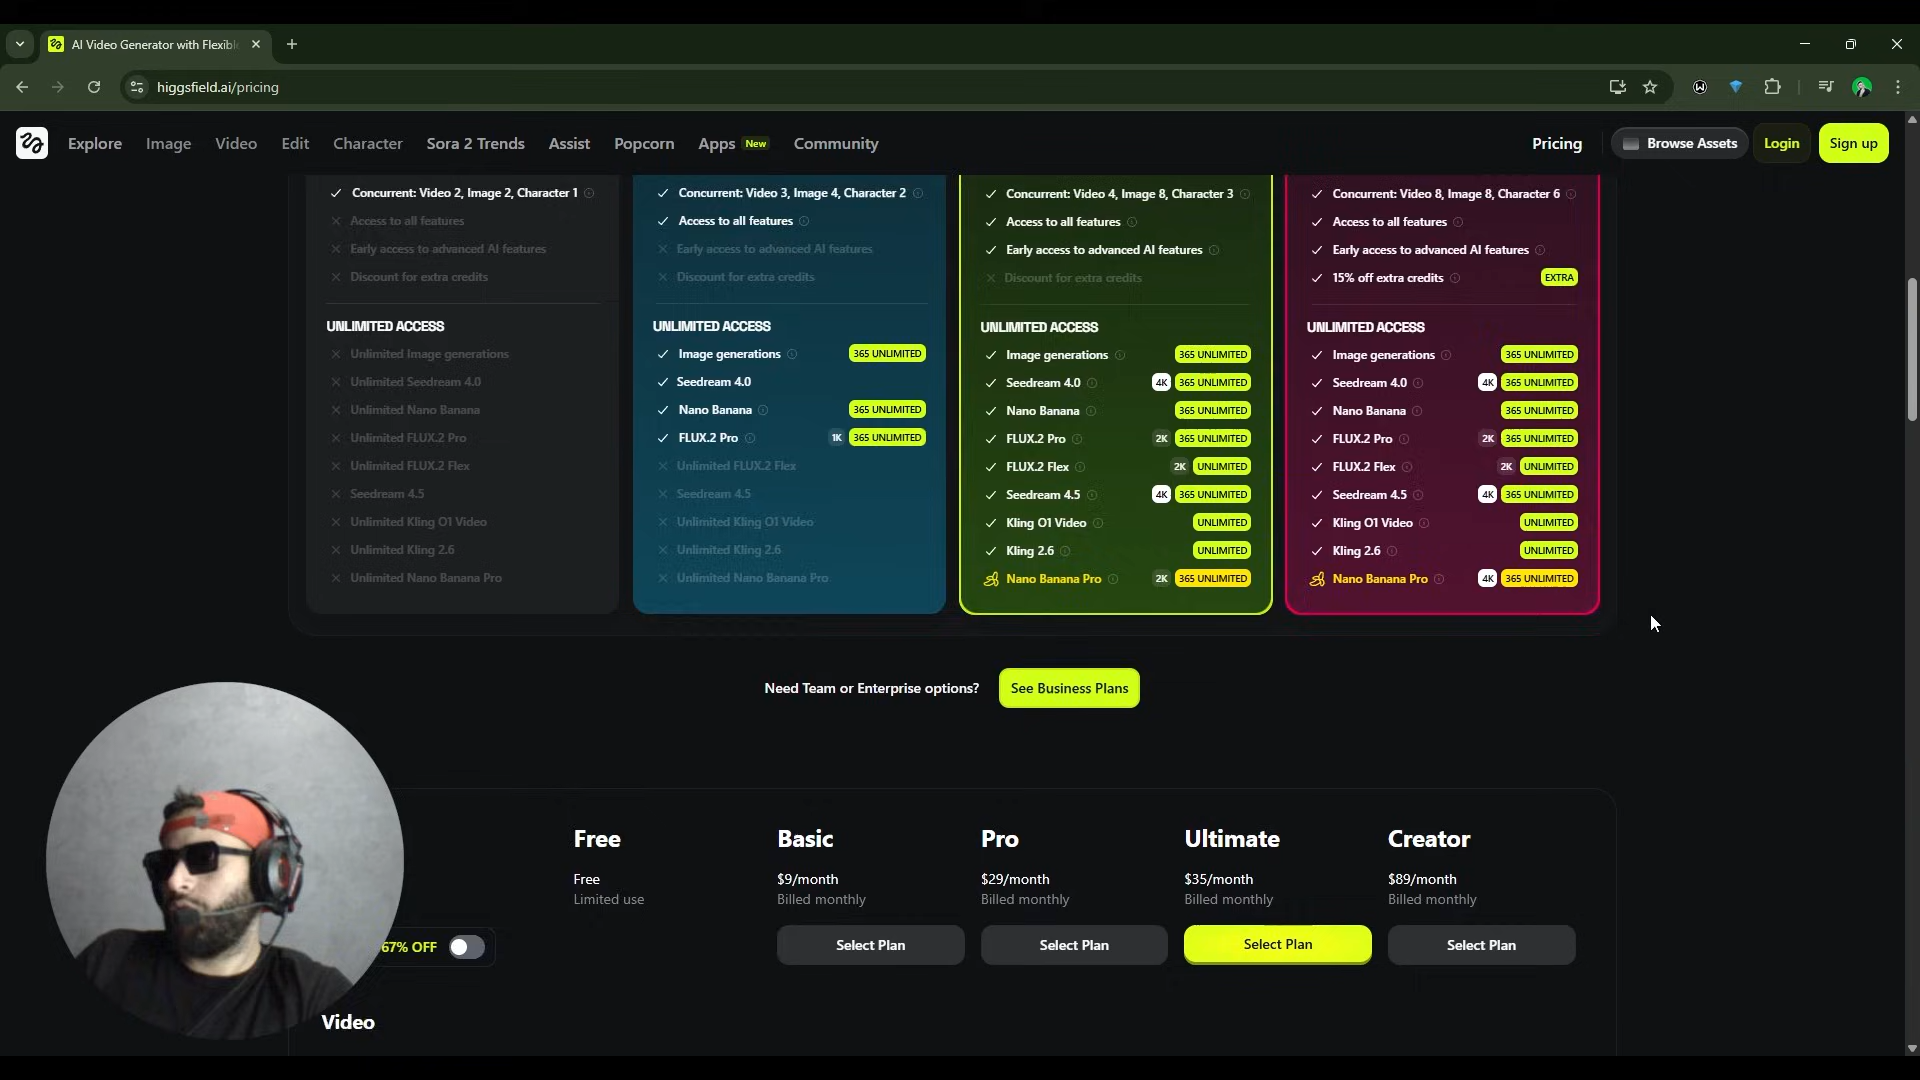 AI Video Generator with Flexibl
higgsfield.ai/pricing
Explore Image Video Edit Character Sora 2 Trends Assist Popcorn Apps New Community Pricing Browse Assets Login Sign up
Concurrent: Video 2, Image 2, Character 1
Access to all features
Early access to advanced AI features
Discount for extra credits
UNLIMITED ACCESS
Unlimited Image generations
Unlimited Seedream 4.0
Unlimited Nano Banana
Unlimited FLUX.2 Pro
Unlimited FLUX.2 Flex
Seedream 4.5
Unlimited Kling O1 Video
Unlimited Kling 2.6
Unlimited Nano Banana Pro
Concurrent: Video 3, Image 4, Character 2
Access to all features
Early access to advanced AI features
Discount for extra credits
UNLIMITED ACCESS
Image generations 365 UNLIMITED
Seedream 4.0
Nano Banana 365 UNLIMITED
FLUX.2 Pro 1K 365 UNLIMITED
Unlimited FLUX.2 Flex
Seedream 4.5
Unlimited Kling O1 Video
Unlimited Kling 2.6
Unlimited Nano Banana Pro
Concurrent: Video 4, Image 8, Character 3
Access to all features
Early access to advanced AI features
Discount for extra credits
UNLIMITED ACCESS
Image generations 365 UNLIMITED
Seedream 4.0 4K 365 UNLIMITED
Nano Banana 365 UNLIMITED
FLUX.2 Pro 2K 365 UNLIMITED
FLUX.2 Flex 2K UNLIMITED
Seedream 4.5 4K 365 UNLIMITED
Kling O1 Video UNLIMITED
Kling 2.6 UNLIMITED
Nano Banana Pro 2K 365 UNLIMITED
Concurrent: Video 8, Image 8, Character 6
Access to all features
Early access to advanced AI features
15% off extra credits EXTRA
UNLIMITED ACCESS
Image generations 365 UNLIMITED
Seedream 4.0 4K 365 UNLIMITED
Nano Banana 365 UNLIMITED
FLUX.2 Pro 2K 365 UNLIMITED
FLUX.2 Flex 2K UNLIMITED
Seedream 4.5 4K 365 UNLIMITED
Kling O1 Video UNLIMITED
Kling 2.6 UNLIMITED
Nano Banana Pro 4K 365 UNLIMITED
Need Team or Enterprise options? See Business Plans
Free Basic Pro Ultimate Creator
Free $9/month $29/month $35/month $89/month
Limited use Billed monthly Billed monthly Billed monthly Billed monthly
67% OFF Select Plan Select Plan Select Plan Select Plan
Video